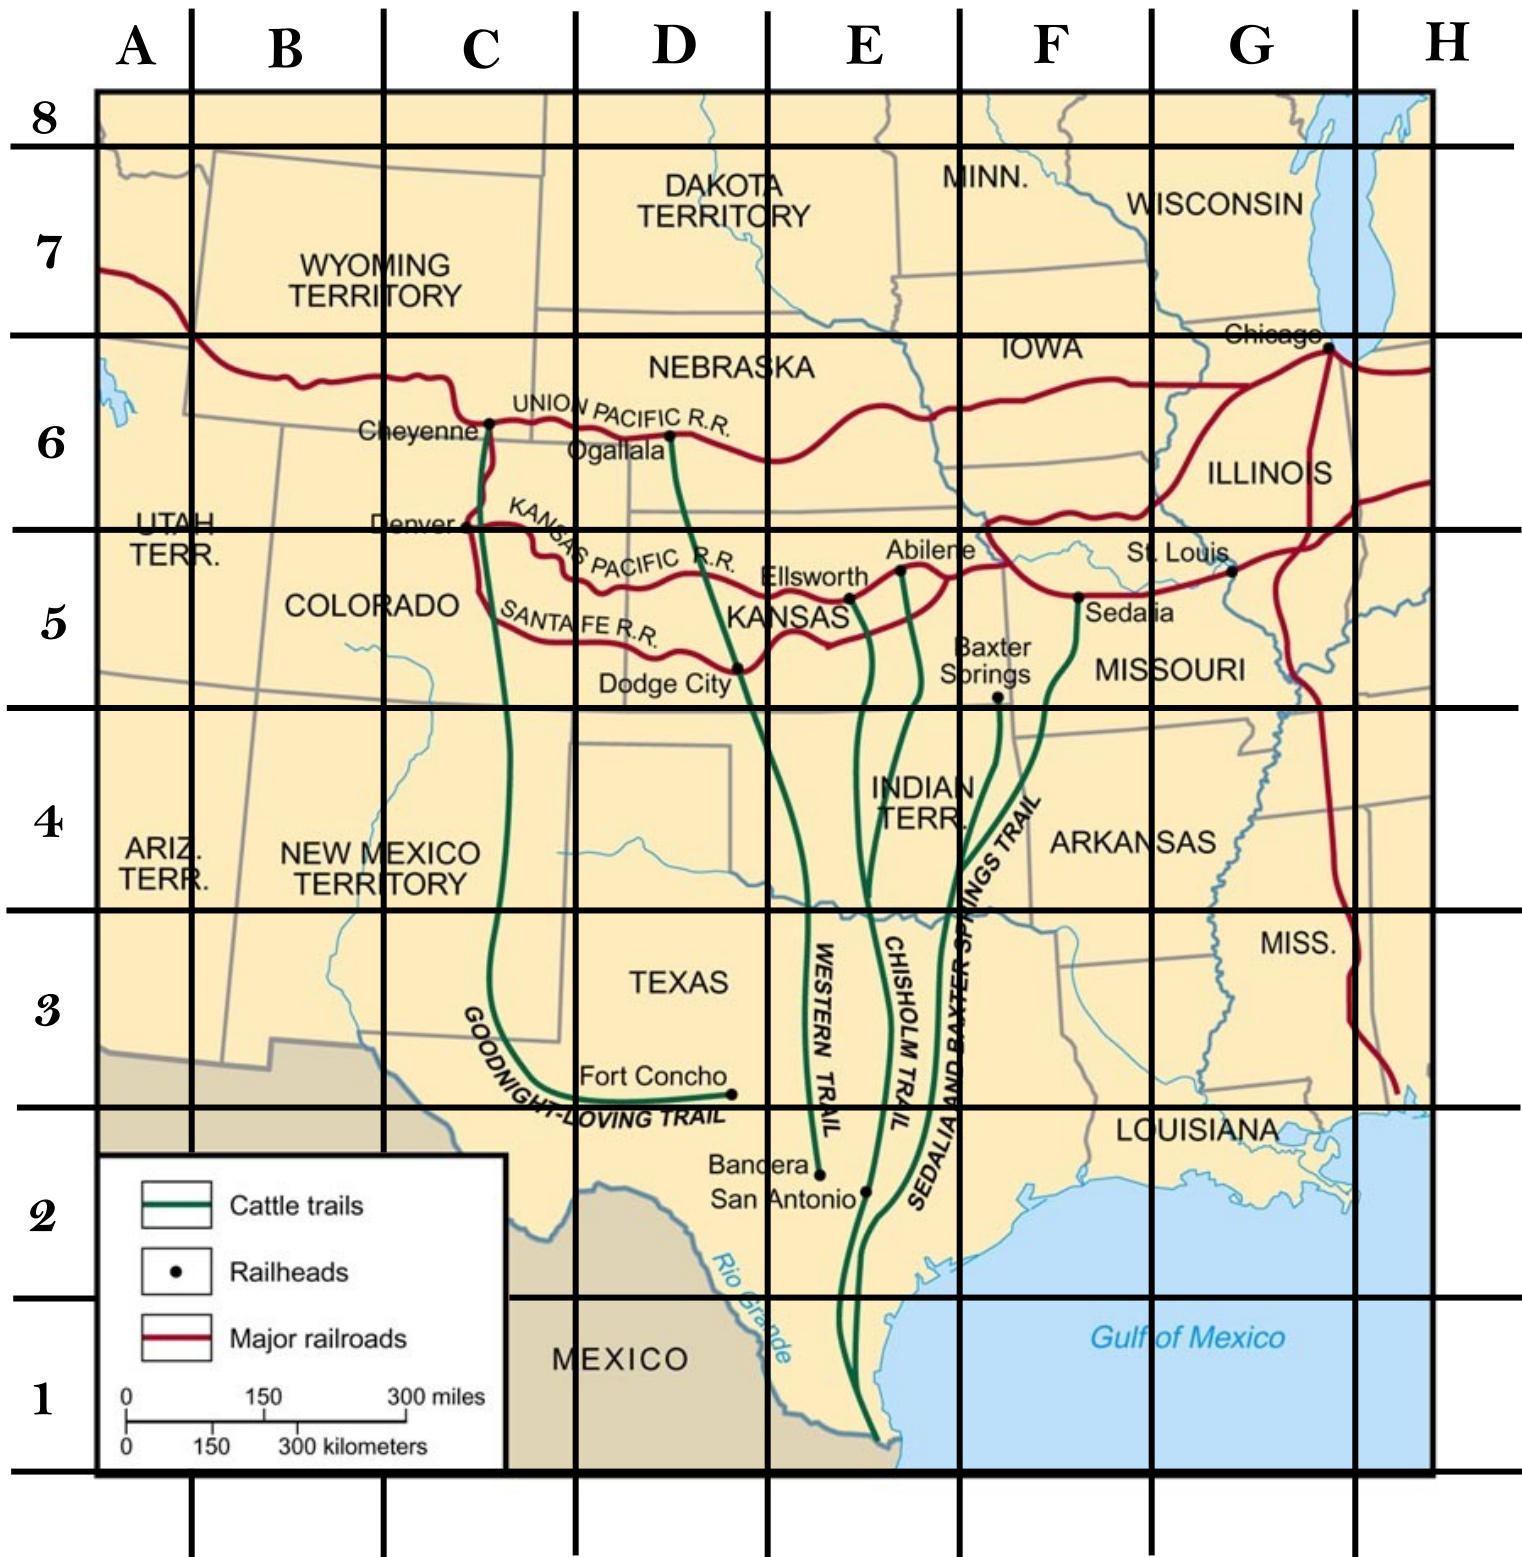 A B C D E F G H
8
7
6
5
4
3
2
1
DAKOTA
TERRITORY
MINN.
WISCONSIN
WYOMING
TERRITORY
Chicago
IOWA
NEBRASKA
UNION PACIFIC R.R.
Cheyenne
Ogallala
ILLINOIS
UTAH
TERR.
Denver
KANSAS PACIFIC R.R.
Abilene
St. Louis
Ellsworth
COLORADO
KANSAS
Sedalia
SANTA FE R.R.
Baxter
Springs
MISSOURI
Dodge City
INDIAN
TERR.
ARKANSAS
ARIZ.
TERR.
NEW MEXICO
TERRITORY
MISS.
TEXAS
WESTERN TRAIL
CHISHOLM TRAIL
SEDALIA AND BAXTER SPRINGS TRAIL
GOODNIGHT-LOVING TRAIL
Fort Concho
LOUISIANA
Bandera
San Antonio
Rio Grande
Gulf of Mexico
MEXICO
Cattle trails
Railheads
Major railroads
0 150 300 miles
0 150 300 kilometers